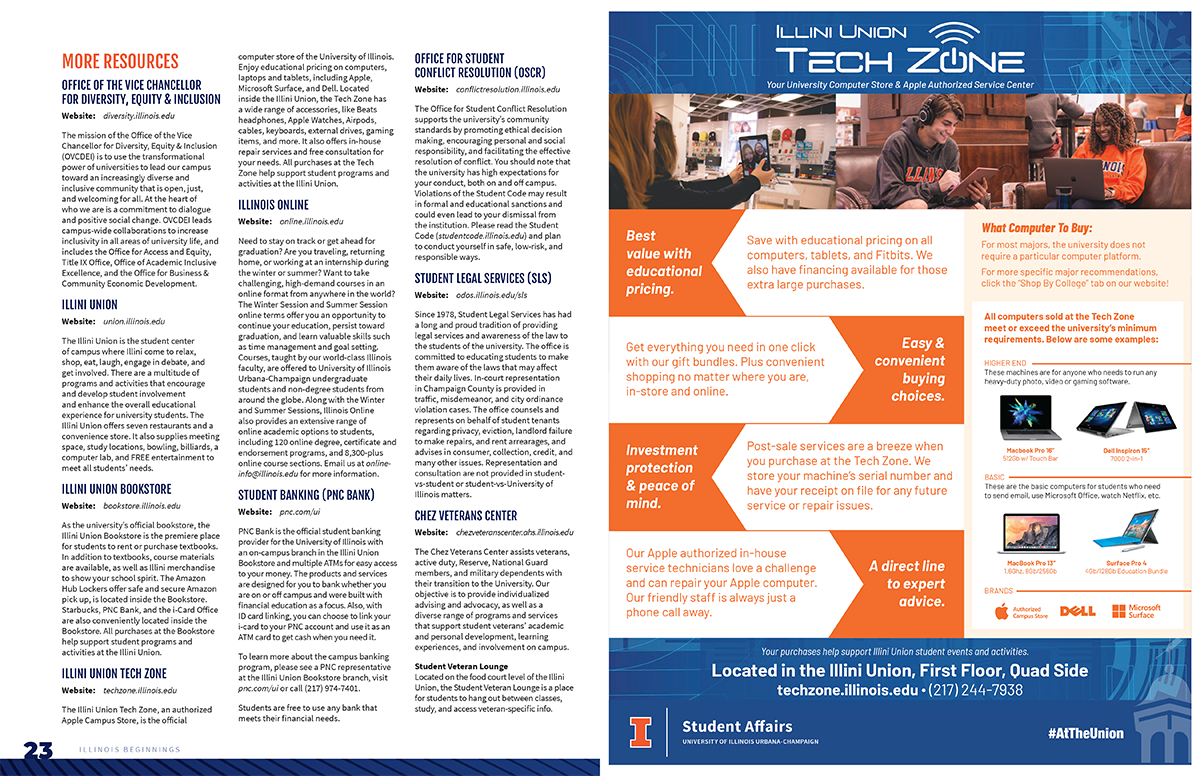 MORE RESOURCES
OFFICE OF THE VICE CHANCELLOR
FOR DIVERSITY, EQUITY & INCLUSION
Website: diversity.illinois.edu
The mission of the Office of the Vice
Chancellor for Diversity, Equity & Inclusion
(OVCDEI) is to use the transformational
power of universities to lead our campus
toward an increasingly diverse and
inclusive community that is open, just,
and welcoming for all. At the heart of
who we are is a commitment to dialogue
and positive social change. OVCDEI leads
campus-wide collaborations to increase
inclusivity in all areas of university life, and
includes the Office for Access and Equity,
Title IX Office, Office of Academic Inclusive
Excellence, and the Office for Business &
Community Economic Development.
ILLINI UNION
Website: union.illinois.edu
The Illini Union is the student center
of campus where Illini come to relax,
shop, eat, laugh, engage in debate, and
get involved. There are a multitude of
programs and activities that encourage
and develop student involvement
and enhance the overall educational
experience for university students. The
Illini Union offers seven restaurants and a
convenience store. It also supplies meeting
space, study locations, bowling, billiards, a
computer lab, and FREE entertainment to
meet all students' needs.
ILLINI UNION BOOKSTORE
Website: bookstore.illinois.edu
As the university's official bookstore, the
Illini Union Bookstore is the premiere place
for students to rent or purchase textbooks.
In addition to textbooks, course materials
are available, as well as Illini merchandise
to show your school spirit. The Amazon
Hub Lockers offer safe and secure Amazon
pick up, is located inside the Bookstore.
Starbucks, PNC Bank, and the i-Card Office
are also conveniently located inside the
Bookstore. All purchases at the Bookstore
help support student programs and
activities at the Illini Union.
ILLINI UNION TECH ZONE
Website: techzone.illinois.edu
The Illini Union Tech Zone, an authorized
Apple Campus Store, is the official
computer store of the University of Illinois.
Enjoy educational pricing on computers,
laptops and tablets, including Apple,
Microsoft Surface, and Dell. Located
inside the Illini Union, the Tech Zone has
a wide range of accessories, like Beats
headphones, Apple Watches, Airpods,
cables, keyboards, external drives, gaming
items, and more. It also offers in-house
repair services and free consultation for
your needs. All purchases at the Tech
Zone help support student programs and
activities at the Illini Union.
ILLINOIS ONLINE
Website: online.illinois.edu
Need to stay on track or get ahead for
graduation? Are you traveling, returning
home, or working at an internship during
the winter or summer? Want to take
challenging, high-demand courses in an
online format from anywhere in the world?
The Winter Session and Summer Session
online terms offer you an opportunity to
continue your education, persist toward
graduation, and learn valuable skills such
as time management and goal setting.
Courses, taught by our world-class Illinois
faculty, are offered to University of Illinois
Urbana-Champaign undergraduate
students and non-degree students from
around the globe. Along with the Winter
and Summer Sessions, Illinois Online
also provides an extensive range of
online academic options to students,
including 120 online degree, certificate and
endorsement programs, and 8,300-plus
online course sections. Email us at online-
info@illinois.edu for more information.
STUDENT BANKING (PNC BANK)
Website: pnc.com/ui
PNC Bank is the official student banking
provider for the University of Illinois with
an on-campus branch in the Illini Union
Bookstore and multiple ATMs for easy access
to your money. The products and services
are designed for you to bank whether you
are on or off campus and were built with
financial education as a focus. Also, with
ID card linking, you can choose to link your
i-card to your PNC account and use it as an
ATM card to get cash when you need it.
To learn more about the campus banking
program, please see a PNC representative
at the Illini Union Bookstore branch, visit
pnc.com/ui or call (217) 974-7401.
Students are free to use any bank that
meets their financial needs.
OFFICE FOR STUDENT
CONFLICT RESOLUTION (OSCR)
Website: conflictresolution.illinois.edu
The Office for Student Conflict Resolution
supports the university's community
standards by promoting ethical decision
making, encouraging personal and social
responsibility, and facilitating the effective
resolution of conflict. You should note that
the university has high expectations for
your conduct, both on and off campus.
Violations of the Student Code may result
in formal and educational sanctions and
could even lead to your dismissal from
the institution. Please read the Student
Code (studentcode.illinois.edu) and plan
to conduct yourself in safe, low-risk, and
responsible ways.
STUDENT LEGAL SERVICES (SLS)
Website: odos.illinois.edu/sls
Since 1978, Student Legal Services has had
a long and proud tradition of providing
legal services and awareness of the law to
the students of the university. The office is
committed to educating students to make
them aware of the laws that may affect
their daily lives. In-court representation
in Champaign County is provided in
traffic, misdemeanor, and city ordinance
violation cases. The office counsels and
represents on behalf of student tenants
regarding privacy, eviction, landlord failure
to make repairs, and rent arrearages, and
advises in consumer, collection, credit, and
many other issues. Representation and
consultation are not provided in student-
vs-student or student-vs-University of
Illinois matters.
CHEZ VETERANS CENTER
Website: chezveteranscenter.ahs.illinois.edu
The Chez Veterans Center assists veterans,
active duty, Reserve, National Guard
members, and military dependents with
their transition to the University. Our
objective is to provide individualized
advising and advocacy, as well as a
diverse range of programs and services
that support student veterans' academic
and personal development, learning
experiences, and involvement on campus.
Student Veteran Lounge
Located on the food court level of the Illini
Union, the Student Veteran Lounge is a place
for students to hang out between classes,
study, and access veteran-specific info.
23 ILLINOIS BEGINNINGS
ILLINI UNION
TECH ZONE
Your University Computer Store & Apple Authorized Service Center
ILLINI
Best
value with
educational
pricing.
Save with educational pricing on all
computers, tablets, and Fitbits. We
also have financing available for those
extra large purchases.
Get everything you need in one click
with our gift bundles. Plus convenient
shopping no matter where you are,
in-store and online.
Easy &
convenient
buying
choices.
Investment
protection
& peace of
mind.
Post-sale services are a breeze when
you purchase at the Tech Zone. We
store your machine's serial number and
have your receipt on file for any future
service or repair issues.
Our Apple authorized in-house
service technicians love a challenge
and can repair your Apple computer.
Our friendly staff is always just a
phone call away.
A direct line
to expert
advice.
What Computer To Buy:
For most majors, the university does not
require a particular computer platform.
For more specific major recommendations,
click the "Shop By College" tab on our website!
All computers sold at the Tech Zone
meet or exceed the university's minimum
requirements. Below are some examples:
HIGHER END
These machines are for anyone who needs to run any
heavy-duty photo, video or gaming software.
Macbook Pro 16"
512Gb w/ Touch Bar
Dell Inspiron 15"
7000 2-in-1
BASIC
These are the basic computers for students who need
to send email, use Microsoft Office, watch Netflix, etc.
MacBook Pro 13"
1.6Ghz, 8Gb/256Gb
Surface Pro 4
4Gb/128Gb Education Bundle
BRANDS
Authorized
Campus Store
DELL
Microsoft
Surface
Your purchases help support Illini Union student events and activities.
Located in the Illini Union, First Floor, Quad Side
techzone.illinois.edu • (217) 244-7938
I
Student Affairs
UNIVERSITY OF ILLINOIS URBANA-CHAMPAIGN
#AtTheUnion